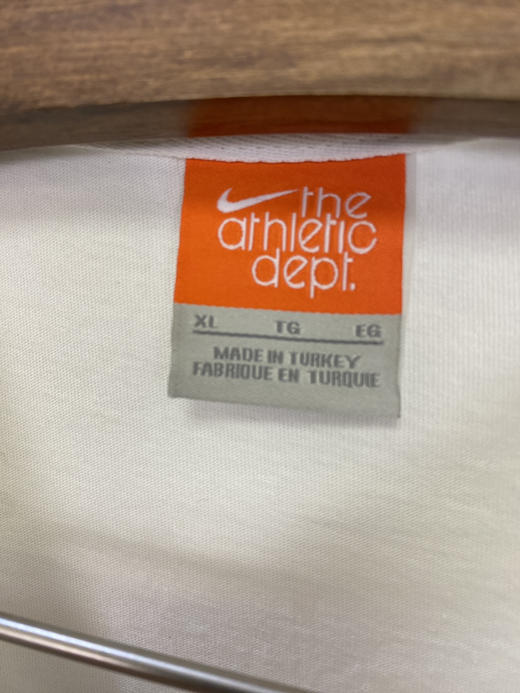 the
athletic
dept.
XL TG EG
MADE IN TURKEY
FABRIQUE EN TURQUIE